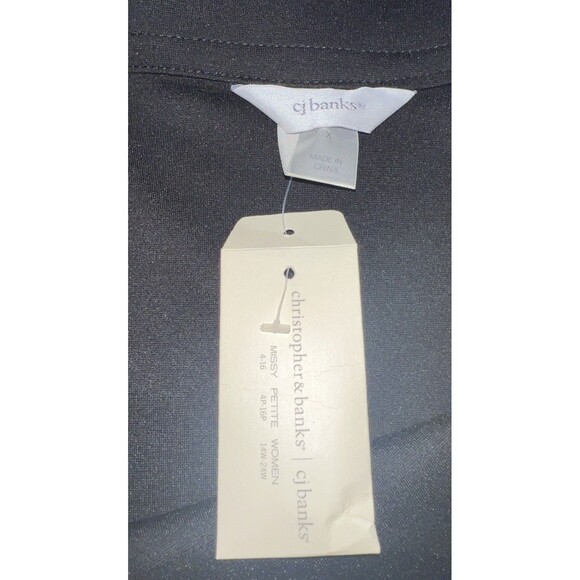 cj banks®
X
MADE IN
CHINA
christopher & banks® | cj banks®
MISSY PETITE WOMEN
4-16 4P-16P 14W-24W